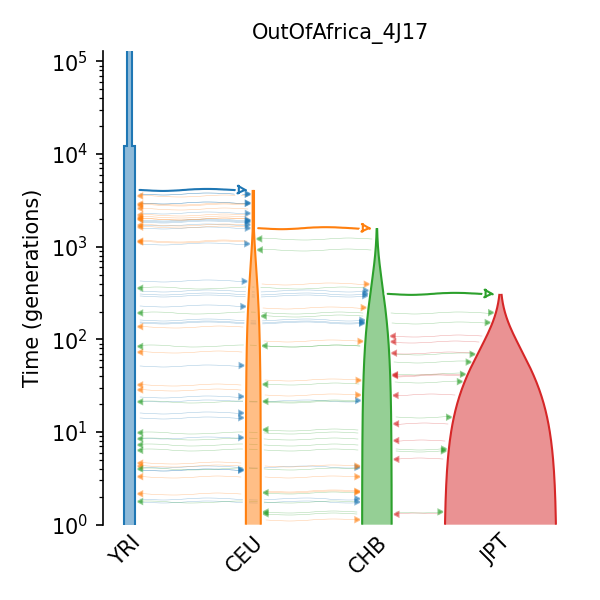 OutOfAfrica_4J17
Time (generations)
10^5
10^4
10^3
10^2
10^1
10^0
YRI
CEU
CHB
JPT